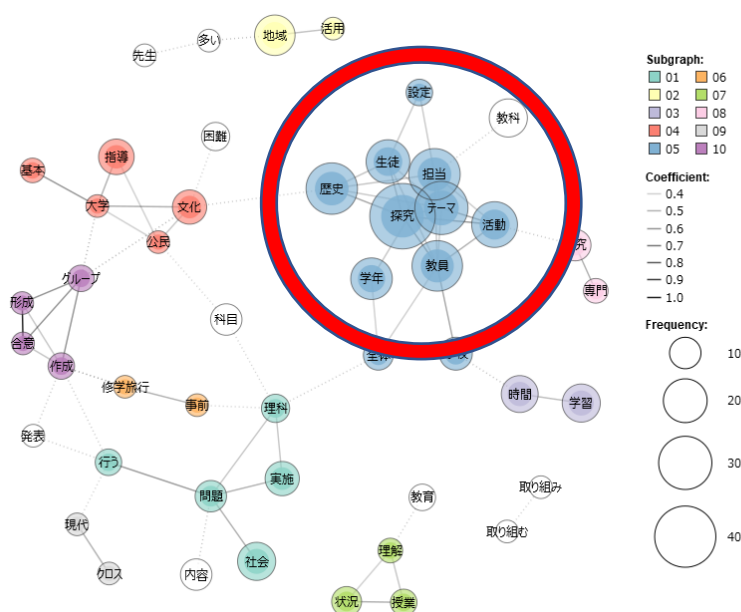 先生
多い
地域
活用
設定
教科
困難
基本
指導
大学
文化
公民
生徒
担当
歴史
探究
テーマ
活動
学年
教員
究
専門
グループ
形成
合意
作成
科目
修学旅行
事前
理科
時間
学習
発表
行う
問題
実施
現代
クロス
内容
社会
教育
取り組み
取り組む
理解
状況
授業
Subgraph:
01 06
02 07
03 08
04 09
05 10
Coefficient:
0.4
0.5
0.6
0.7
0.8
0.9
1.0
Frequency:
10
20
30
40